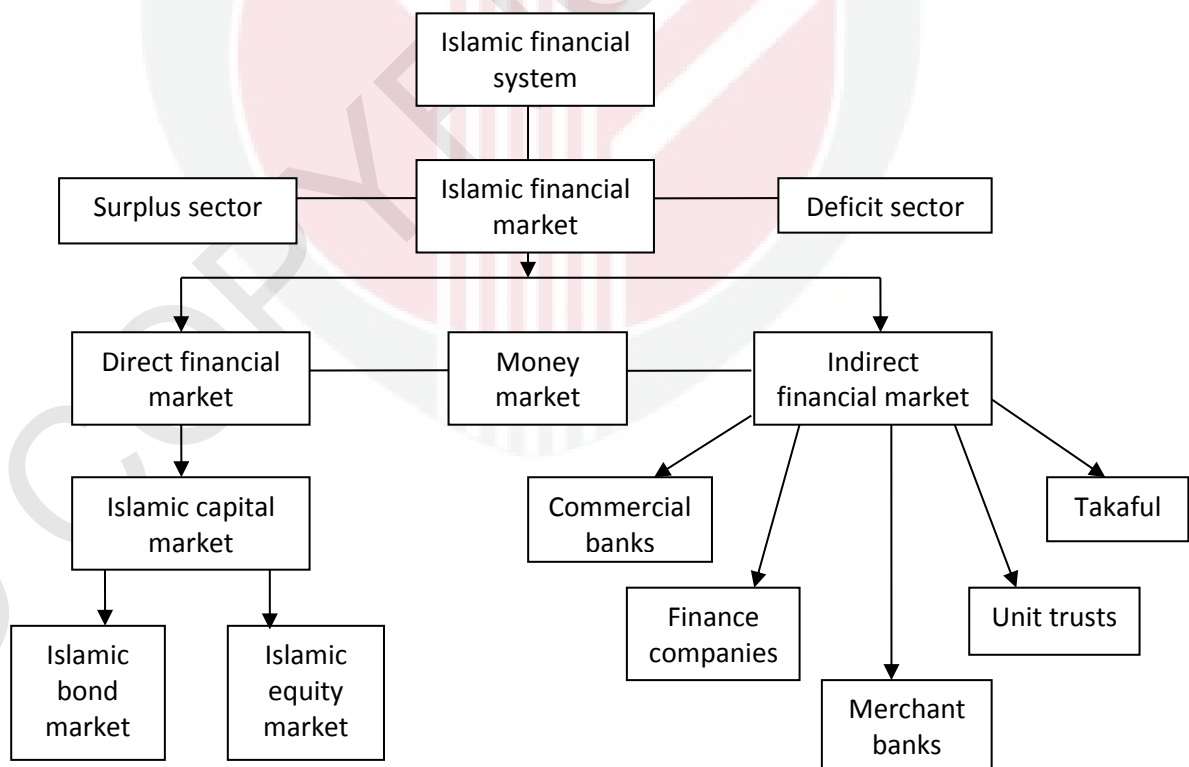 Islamic financial
system
Surplus sector
Islamic financial
market
Deficit sector
Direct financial
market
Money
market
Indirect
financial market
Islamic capital
market
Commercial
banks
Takaful
Finance
companies
Unit trusts
Islamic
bond
market
Islamic
equity
market
Merchant
banks